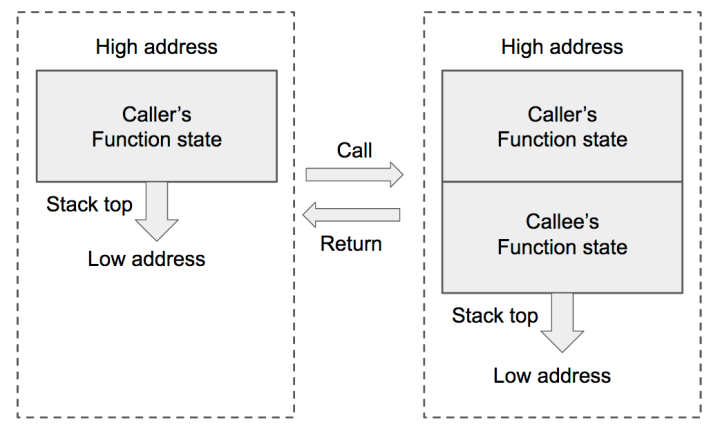 High address
Caller's
Function state
Stack top
Low address
Call
Return
High address
Caller's
Function state
Callee's
Function state
Stack top
Low address